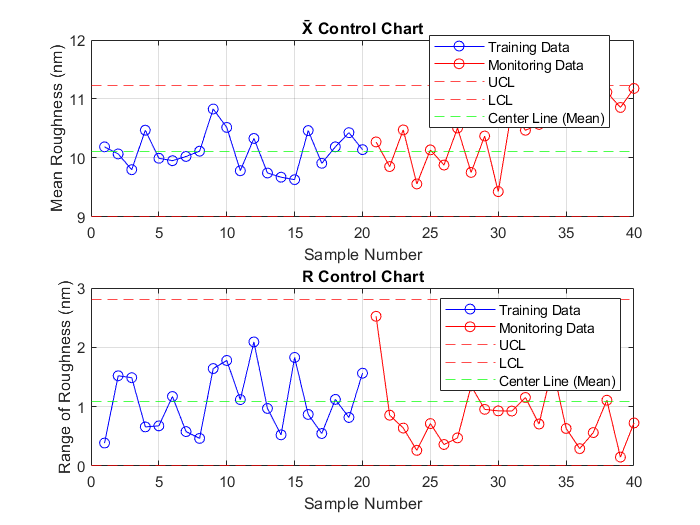 X̄ Control Chart
Mean Roughness (nm)
12
11
10
9
Training Data
Monitoring Data
UCL
LCL
Center Line (Mean)
0 5 10 15 20 25 30 35 40
Sample Number
R Control Chart
Range of Roughness (nm)
3
2
1
0
Training Data
Monitoring Data
UCL
LCL
Center Line (Mean)
0 5 10 15 20 25 30 35 40
Sample Number